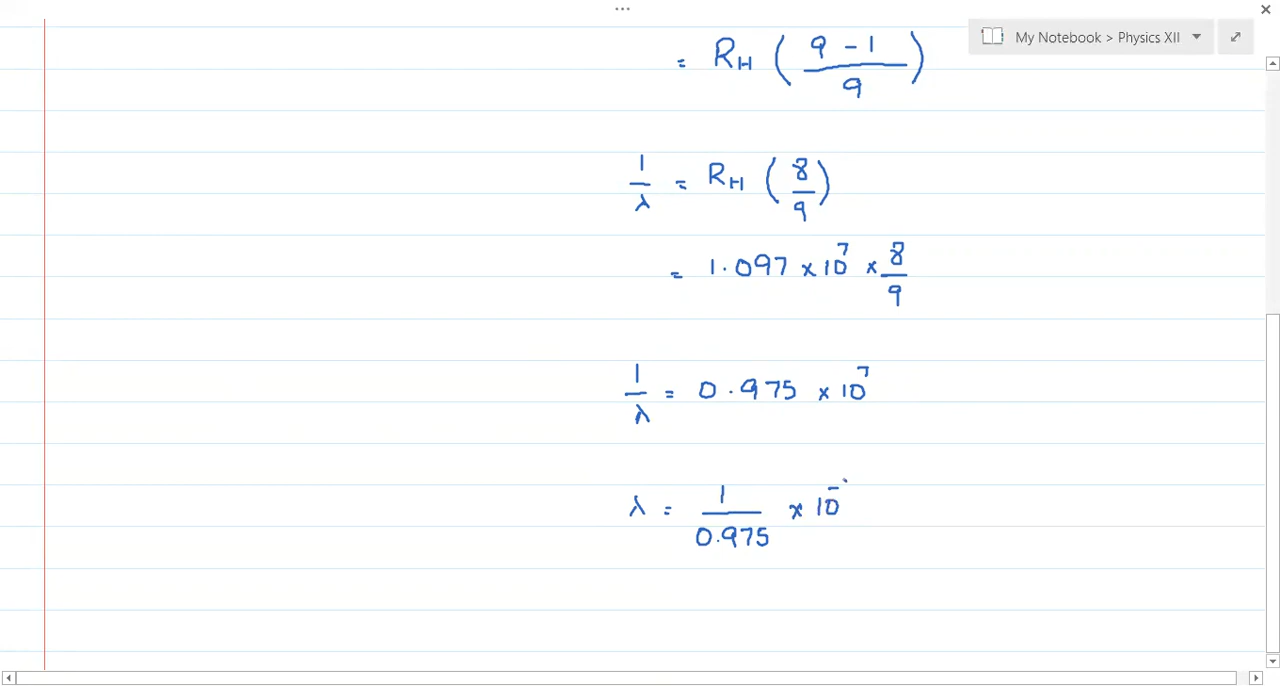 My Notebook > Physics XII
= R_H ( (9 - 1) / 9 )
1/λ = R_H ( 8/9 )
= 1.097 × 10^7 × 8/9
1/λ = 0.975 × 10^7
λ = 1/0.975 × 10^-